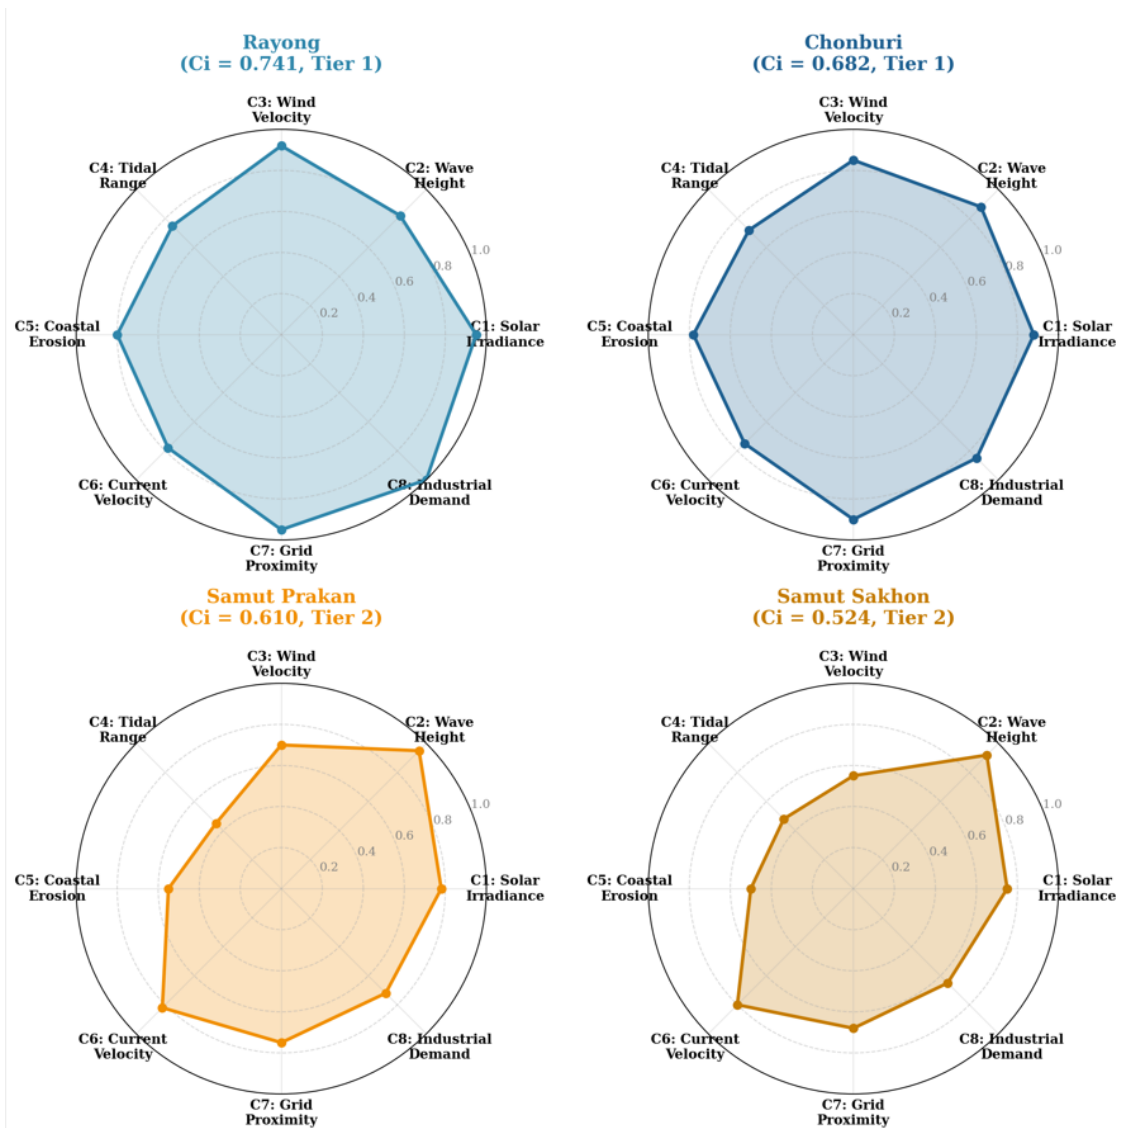 Rayong
(Ci = 0.741, Tier 1)
C3: Wind
Velocity
C4: Tidal
Range
C2: Wave
Height
1.0
0.8
0.6
0.4
0.2
C5: Coastal
Erosion
C1: Solar
Irradiance
C6: Current
Velocity
C8: Industrial
Demand
C7: Grid
Proximity
Chonburi
(Ci = 0.682, Tier 1)
C3: Wind
Velocity
C4: Tidal
Range
C2: Wave
Height
1.0
0.8
0.6
0.4
0.2
C5: Coastal
Erosion
C1: Solar
Irradiance
C6: Current
Velocity
C8: Industrial
Demand
C7: Grid
Proximity
Samut Prakan
(Ci = 0.610, Tier 2)
C3: Wind
Velocity
C4: Tidal
Range
C2: Wave
Height
1.0
0.8
0.6
0.4
0.2
C5: Coastal
Erosion
C1: Solar
Irradiance
C6: Current
Velocity
C8: Industrial
Demand
C7: Grid
Proximity
Samut Sakhon
(Ci = 0.524, Tier 2)
C3: Wind
Velocity
C4: Tidal
Range
C2: Wave
Height
1.0
0.8
0.6
0.4
0.2
C5: Coastal
Erosion
C1: Solar
Irradiance
C6: Current
Velocity
C8: Industrial
Demand
C7: Grid
Proximity